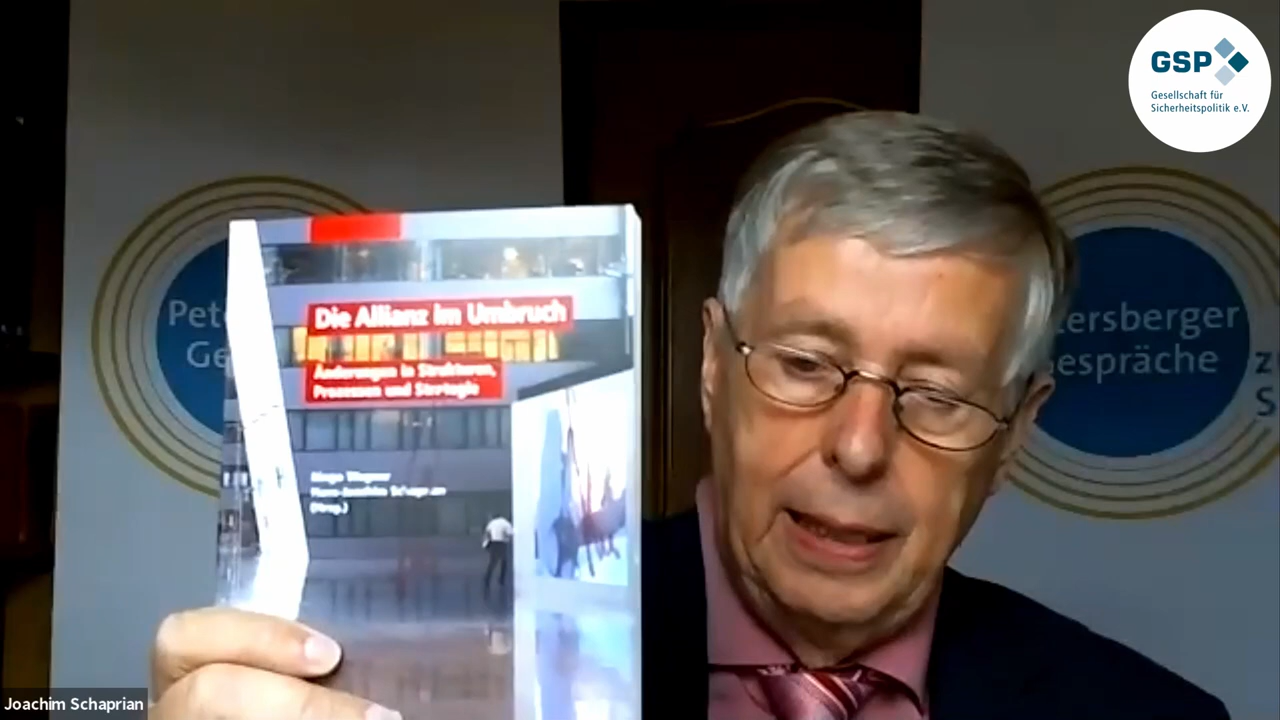 GSP
Gesellschaft für
Sicherheitspolitik e.V.
Pet
Ge
Die Allianz im Umbruch
Änderungen in Strukturen,
Prozessen und Stertegie
(Hrsg.)
tersberger
espräche
Z
S
Joachim Schaprian